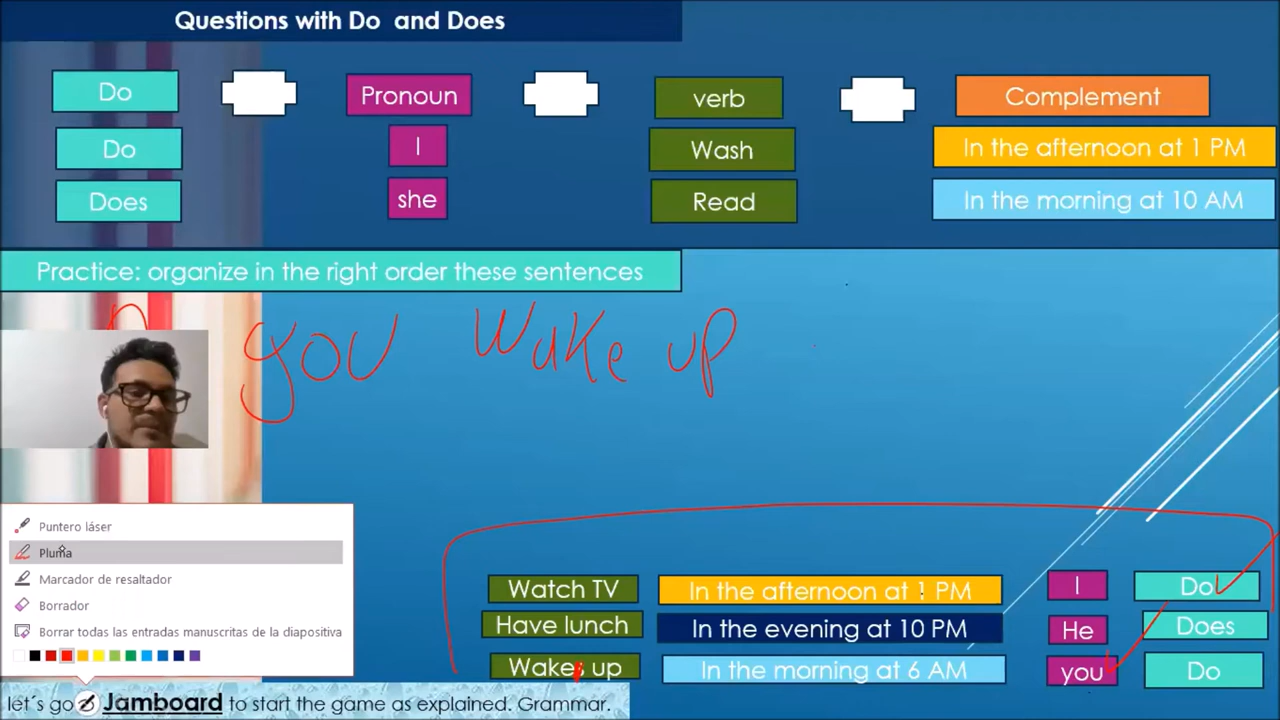 Questions with Do and Does
Do Pronoun verb Complement
Do I Wash In the afternoon at 1 PM
Does she Read In the morning at 10 AM
Practice: organize in the right order these sentences
you wake up
Puntero láser
Pluma
Marcador de resaltador
Borrador
Borrar todas las entradas manuscritas de la diapositiva
Watch TV In the afternoon at 1 PM I Do
Have lunch In the evening at 10 PM He Does
Wakes up In the morning at 6 AM you Do
let´s go Jamboard to start the game as explained. Grammar.